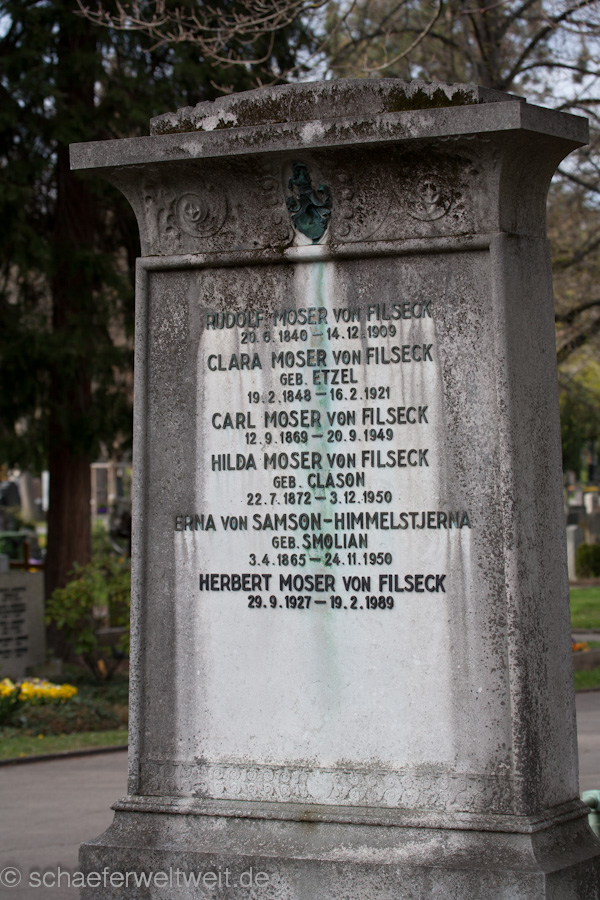 RUDOLF MOSER VON FILSECK
20.6.1840 – 14.12.1909
CLARA MOSER VON FILSECK
GEB. ETZEL
19.2.1848 – 16.2.1921
CARL MOSER VON FILSECK
12.9.1869 – 20.9.1949
HILDA MOSER VON FILSECK
GEB. CLASON
22.7.1872 – 3.12.1950
ERNA VON SAMSON-HIMMELSTJERNA
GEB. SMOLIAN
3.4.1865 – 24.11.1950
HERBERT MOSER VON FILSECK
29.9.1927 – 19.2.1989
© schaeferweltweit.de